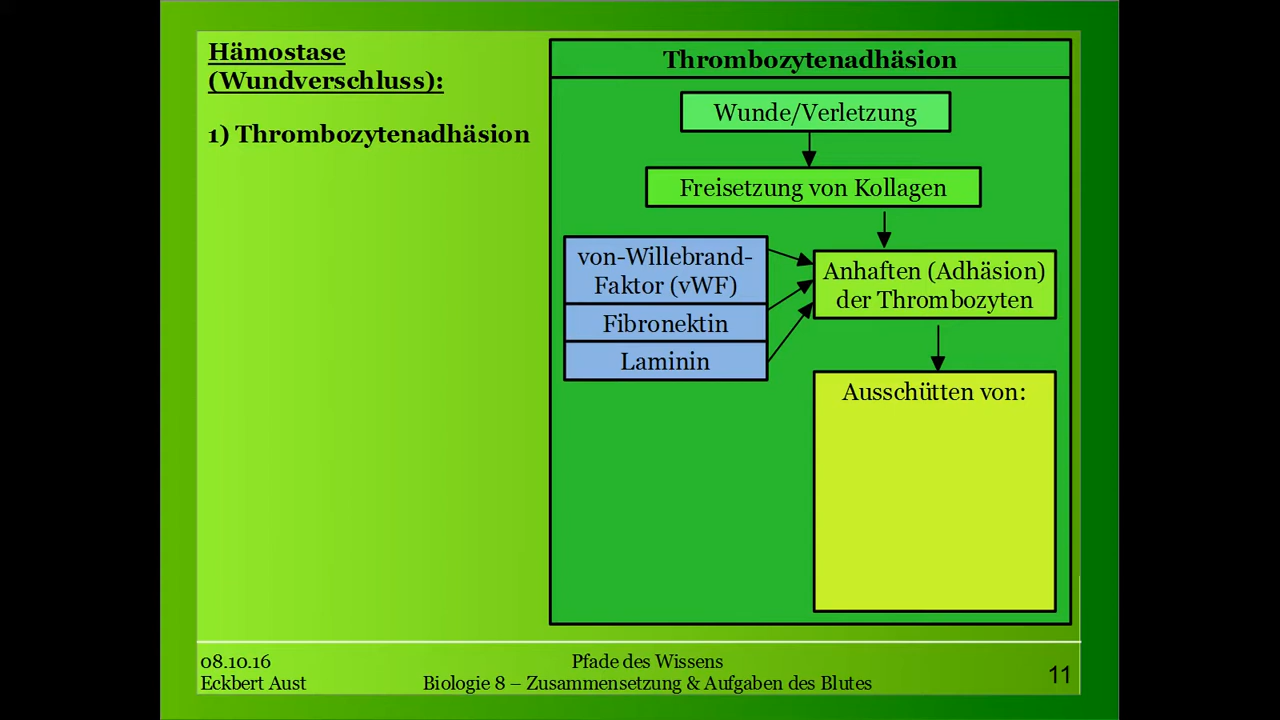 Hämostase
(Wundverschluss):
1) Thrombozytenadhäsion
Thrombozytenadhäsion
Wunde/Verletzung
Freisetzung von Kollagen
von-Willebrand-
Faktor (vWF)
Fibronektin
Laminin
Anhaften (Adhäsion)
der Thrombozyten
Ausschütten von:
08.10.16
Eckbert Aust
Pfade des Wissens
Biologie 8 – Zusammensetzung & Aufgaben des Blutes
11